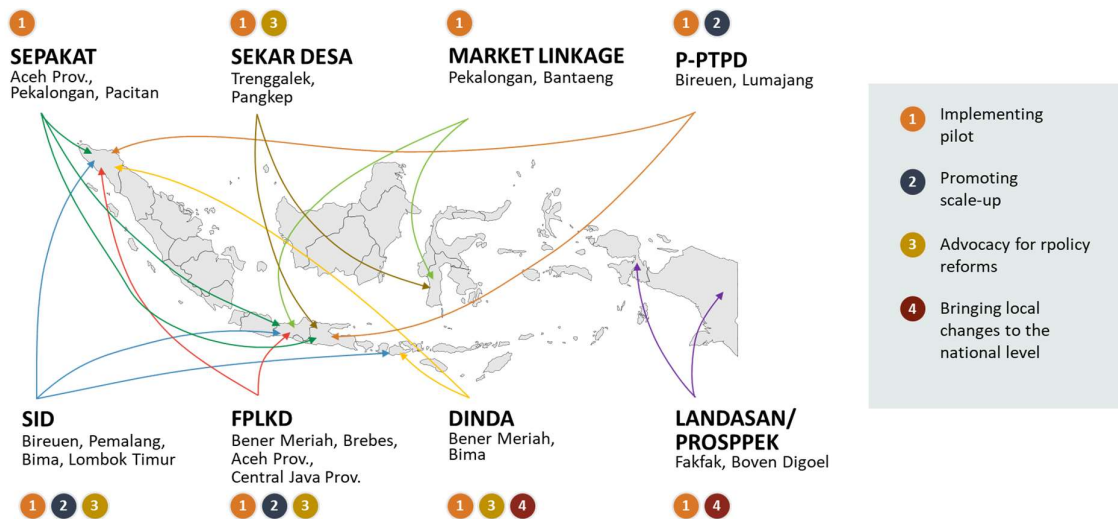 1
SEPAKAT
Aceh Prov.,
Pekalongan, Pacitan
1 3
SEKAR DESA
Trenggalek,
Pangkep
1
MARKET LINKAGE
Pekalongan, Bantaeng
1 2
P-PTPD
Bireuen, Lumajang
1 Implementing
pilot
2 Promoting
scale-up
3 Advocacy for rpolicy
reforms
4 Bringing local
changes to the
national level
SID
Bireuen, Pemalang,
Bima, Lombok Timur
1 2 3
FPLKD
Bener Meriah, Brebes,
Aceh Prov.,
Central Java Prov.
1 2 3
DINDA
Bener Meriah,
Bima
1 3 4
LANDASAN/
PROSPPEK
Fakfak, Boven Digoel
1 4